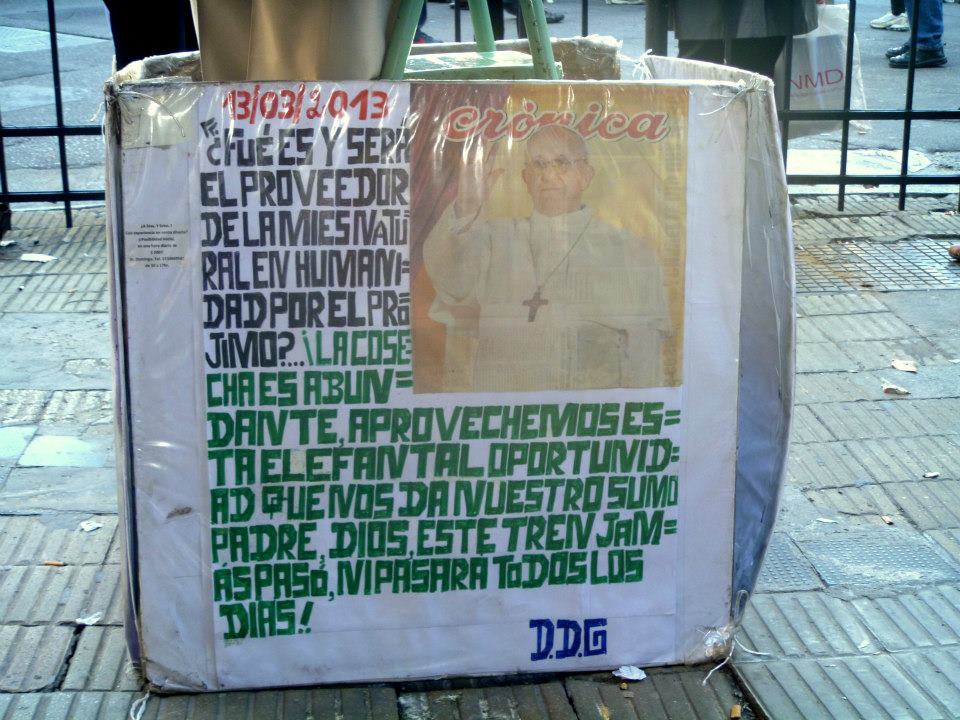 13/03/2013
Crónica
¿FUÉ ES Y SERÁ
EL PROVEEDOR
DE LA MIES NATU
RAL EN HUMANI=
DAD POR EL PRÓ
JIMO?...¡LA COSE
CHA ES ABUN=
DANTE, APROVECHEMOS ES=
TA ELEFANTAL OPORTUNID=
AD QUE NOS DA NUESTRO SUMO
PADRE, DIOS, ESTE TREN JAM=
ÁS PASÓ, NI PASARÁ TODOS LOS
DIAS!
D.D.G
NMD